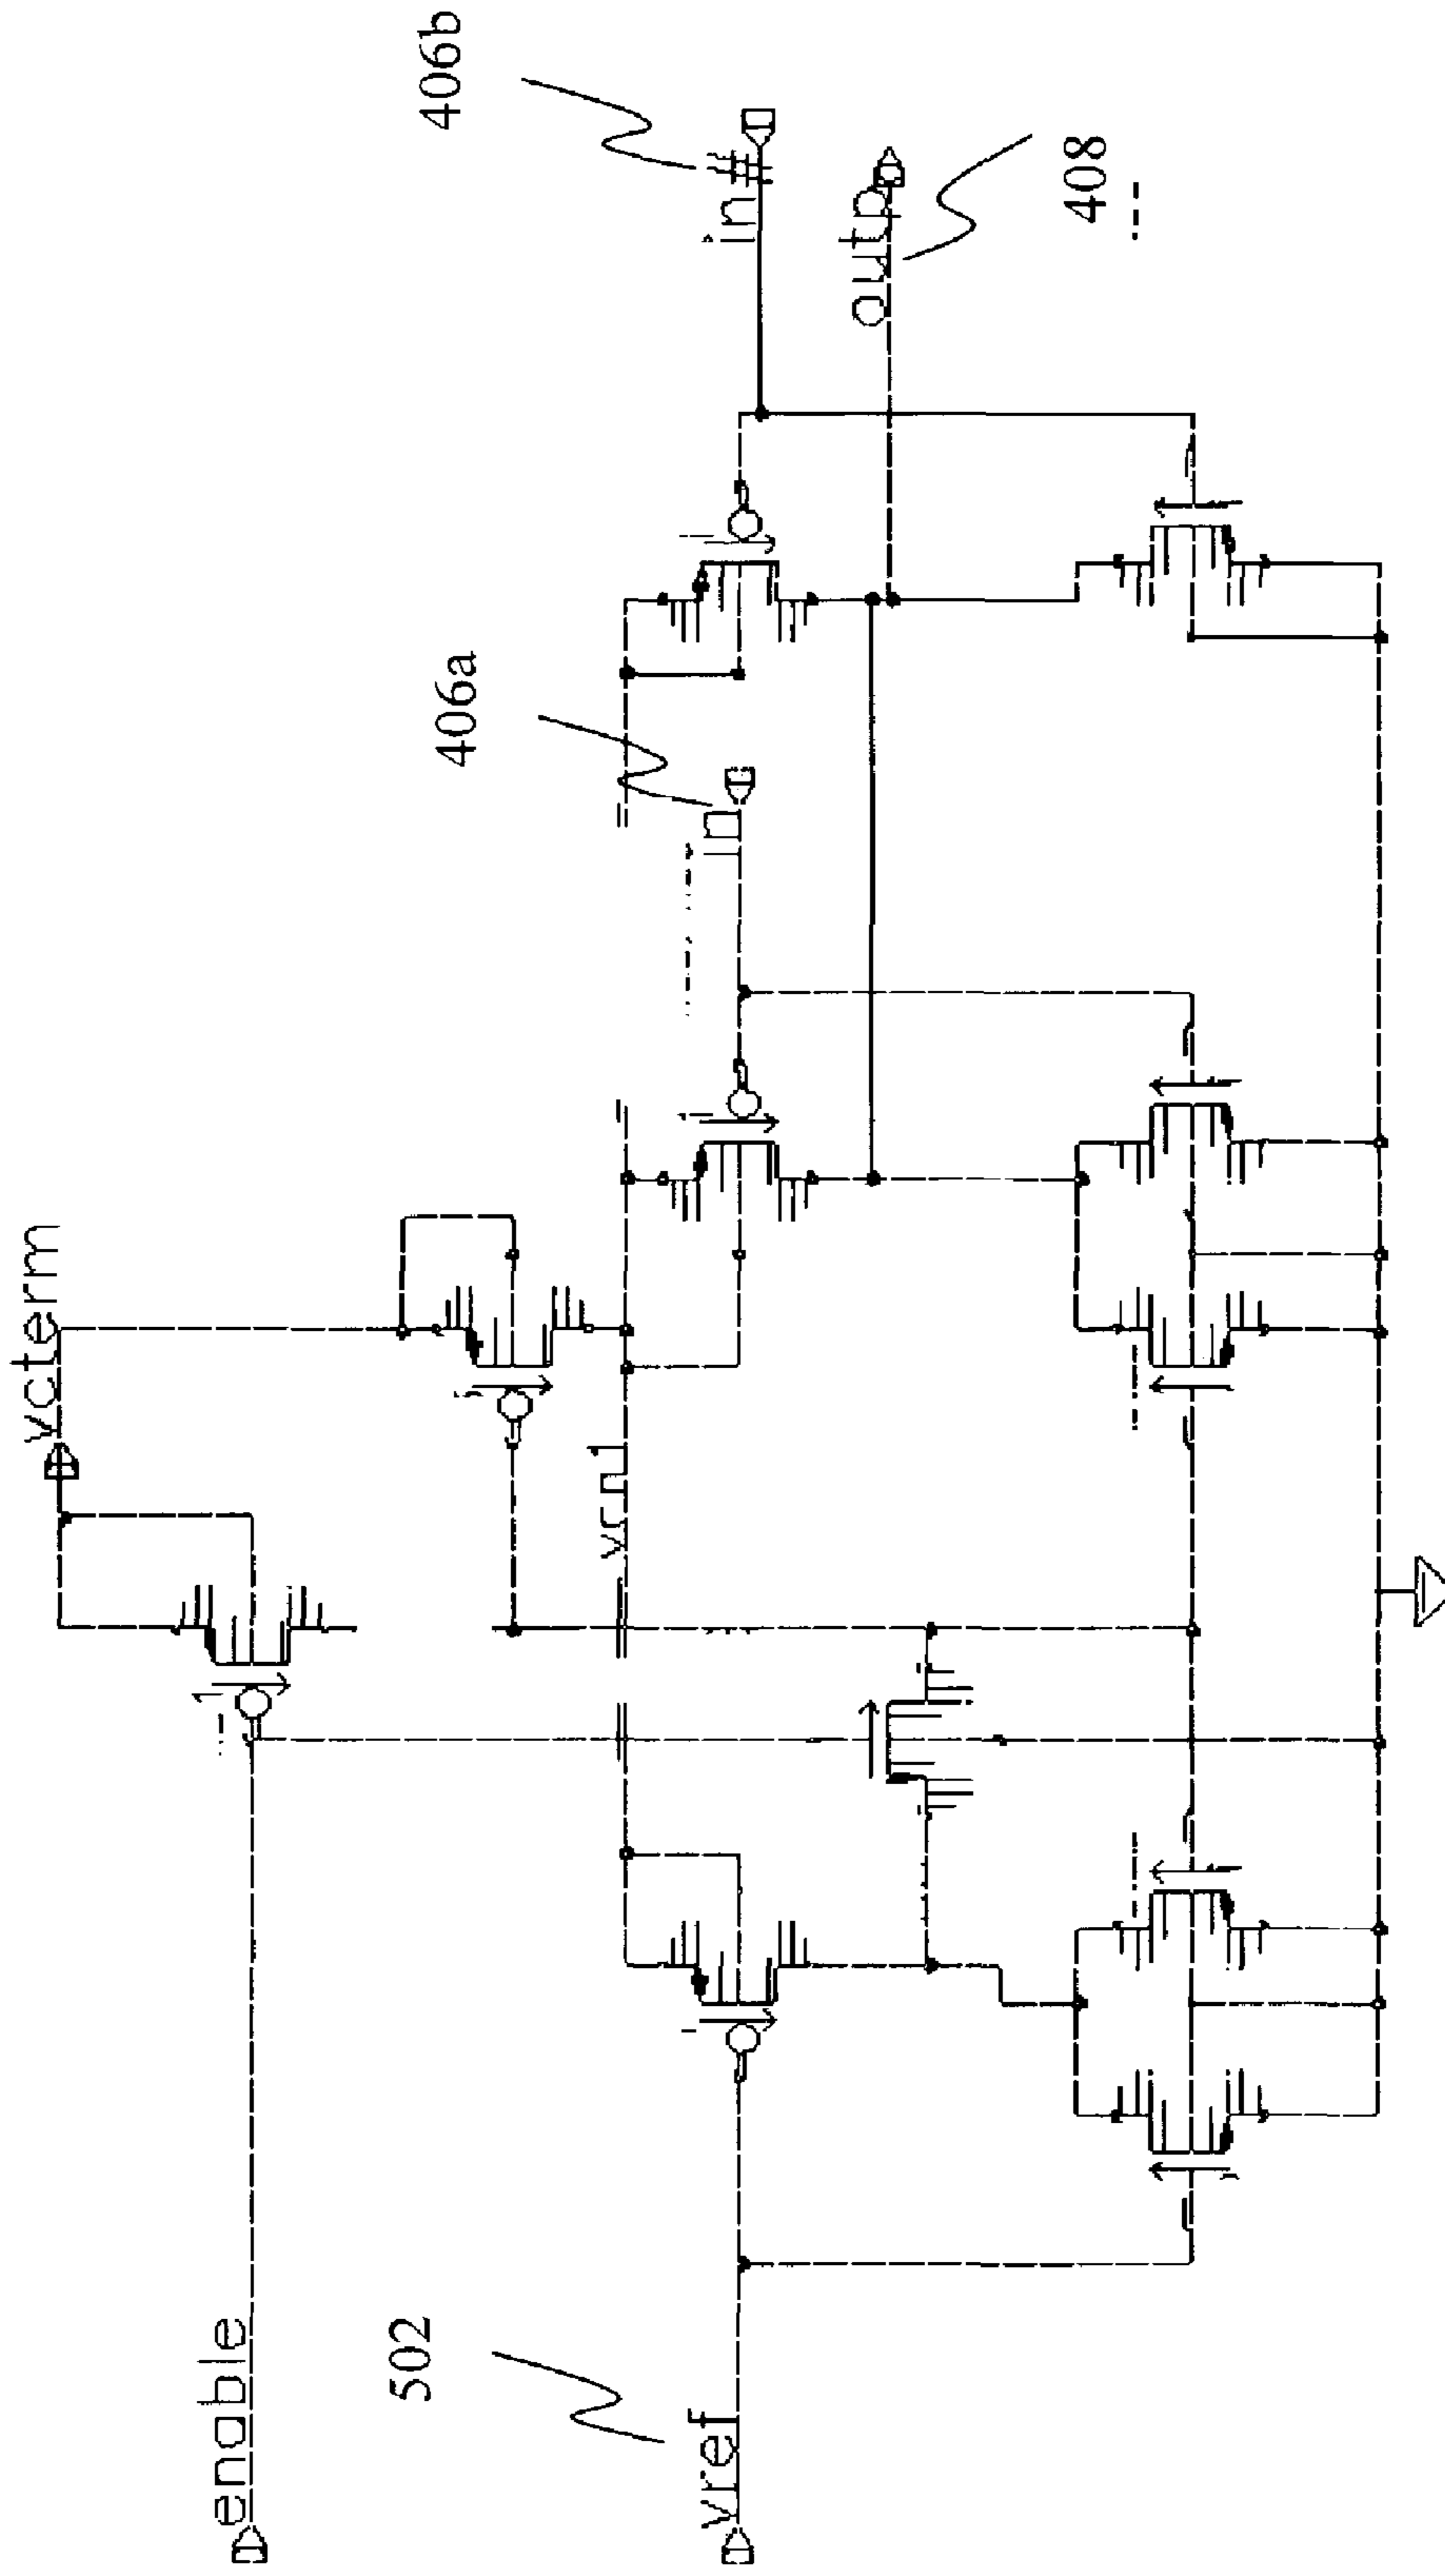 enable
vref
502
vcterm
vcn1
406a
in
406b
in
outp
408